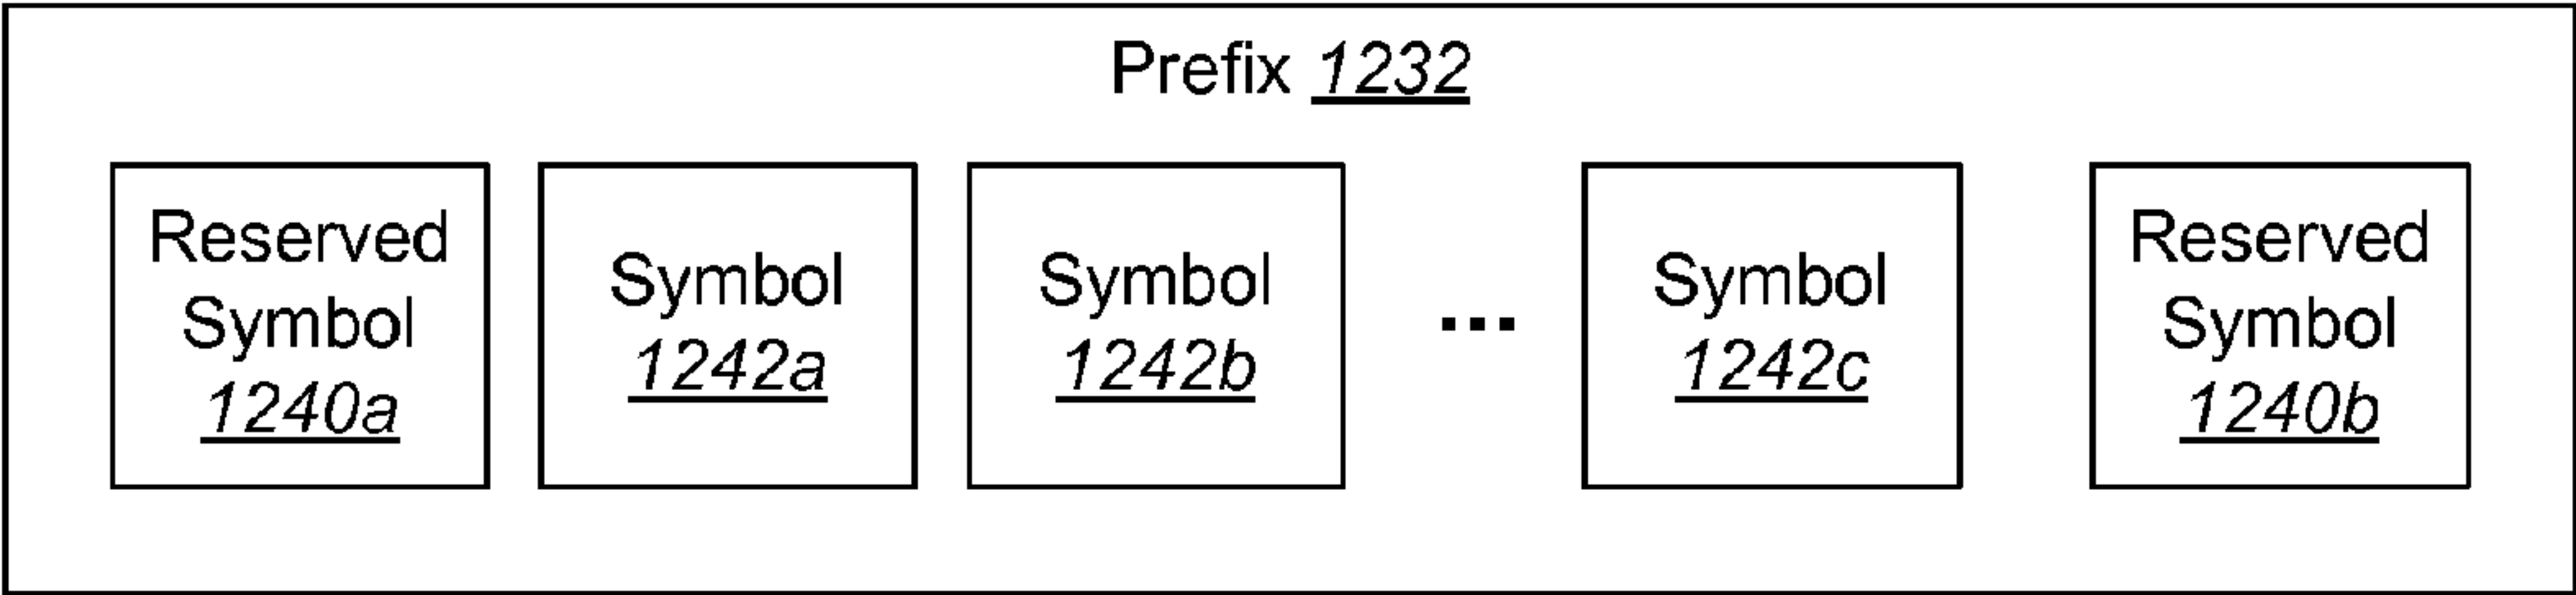 Prefix 1232
Reserved
Symbol
1240a
Symbol
1242a
Symbol
1242b
...
Symbol
1242c
Reserved
Symbol
1240b